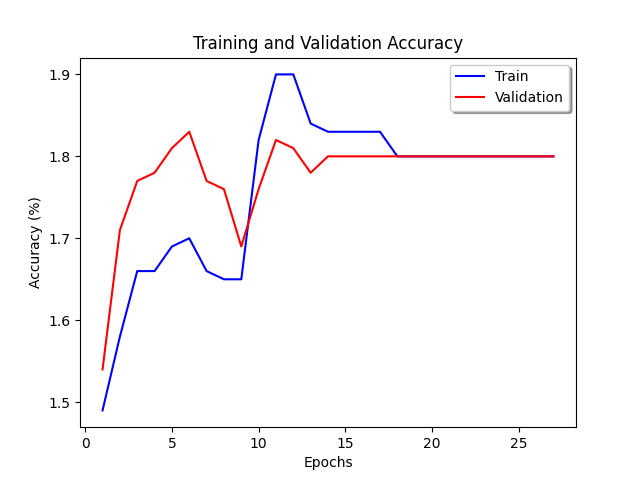 Training and Validation Accuracy
Train
Validation
Accuracy (%)
1.9
1.8
1.7
1.6
1.5
0 5 10 15 20 25
Epochs